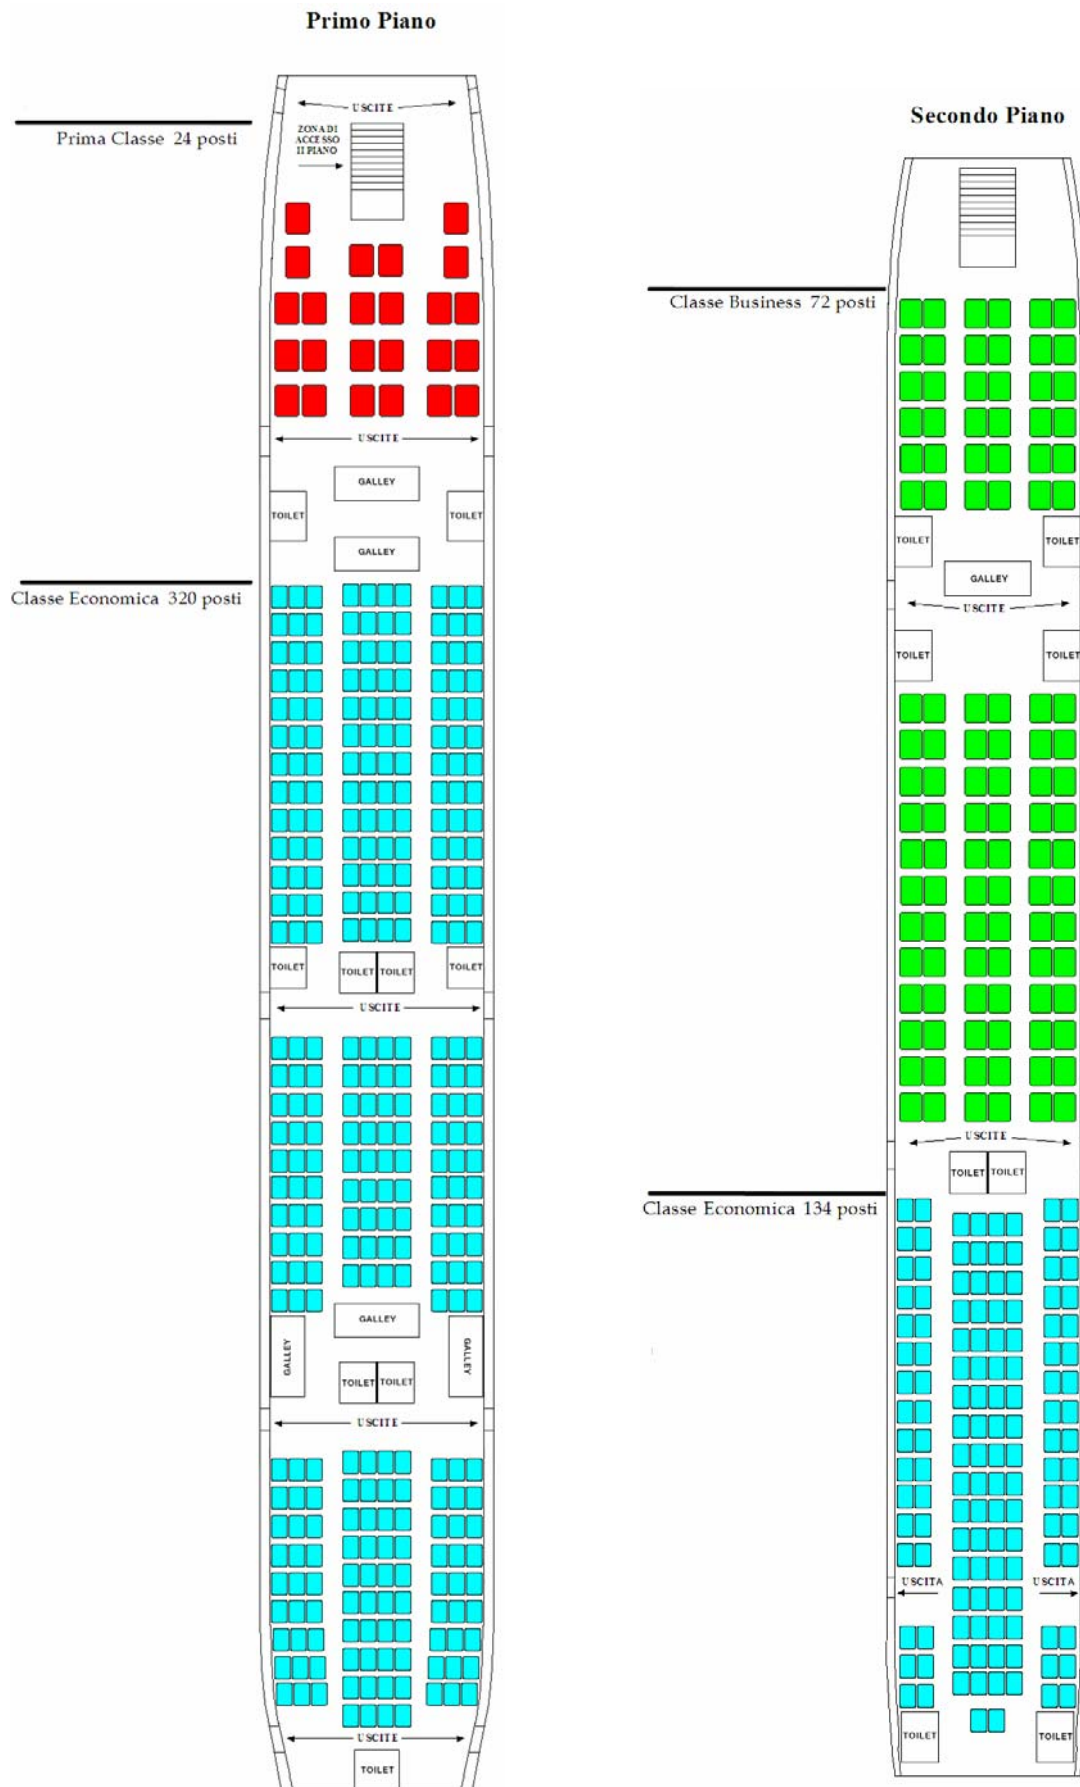 Primo Piano
USCITE
ZONA DI
ACCESSO
II PIANO
Prima Classe 24 posti
USCITE
GALLEY
TOILET
TOILET
GALLEY
Classe Economica 320 posti
TOILET
TOILET
TOILET
TOILET
USCITE
GALLEY
GALLEY
GALLEY
TOILET
TOILET
USCITE
USCITE
TOILET
Secondo Piano
Classe Business 72 posti
TOILET
TOILET
GALLEY
USCITE
TOILET
TOILET
USCITE
TOILET
TOILET
Classe Economica 134 posti
USCITA
USCITA
TOILET
TOILET